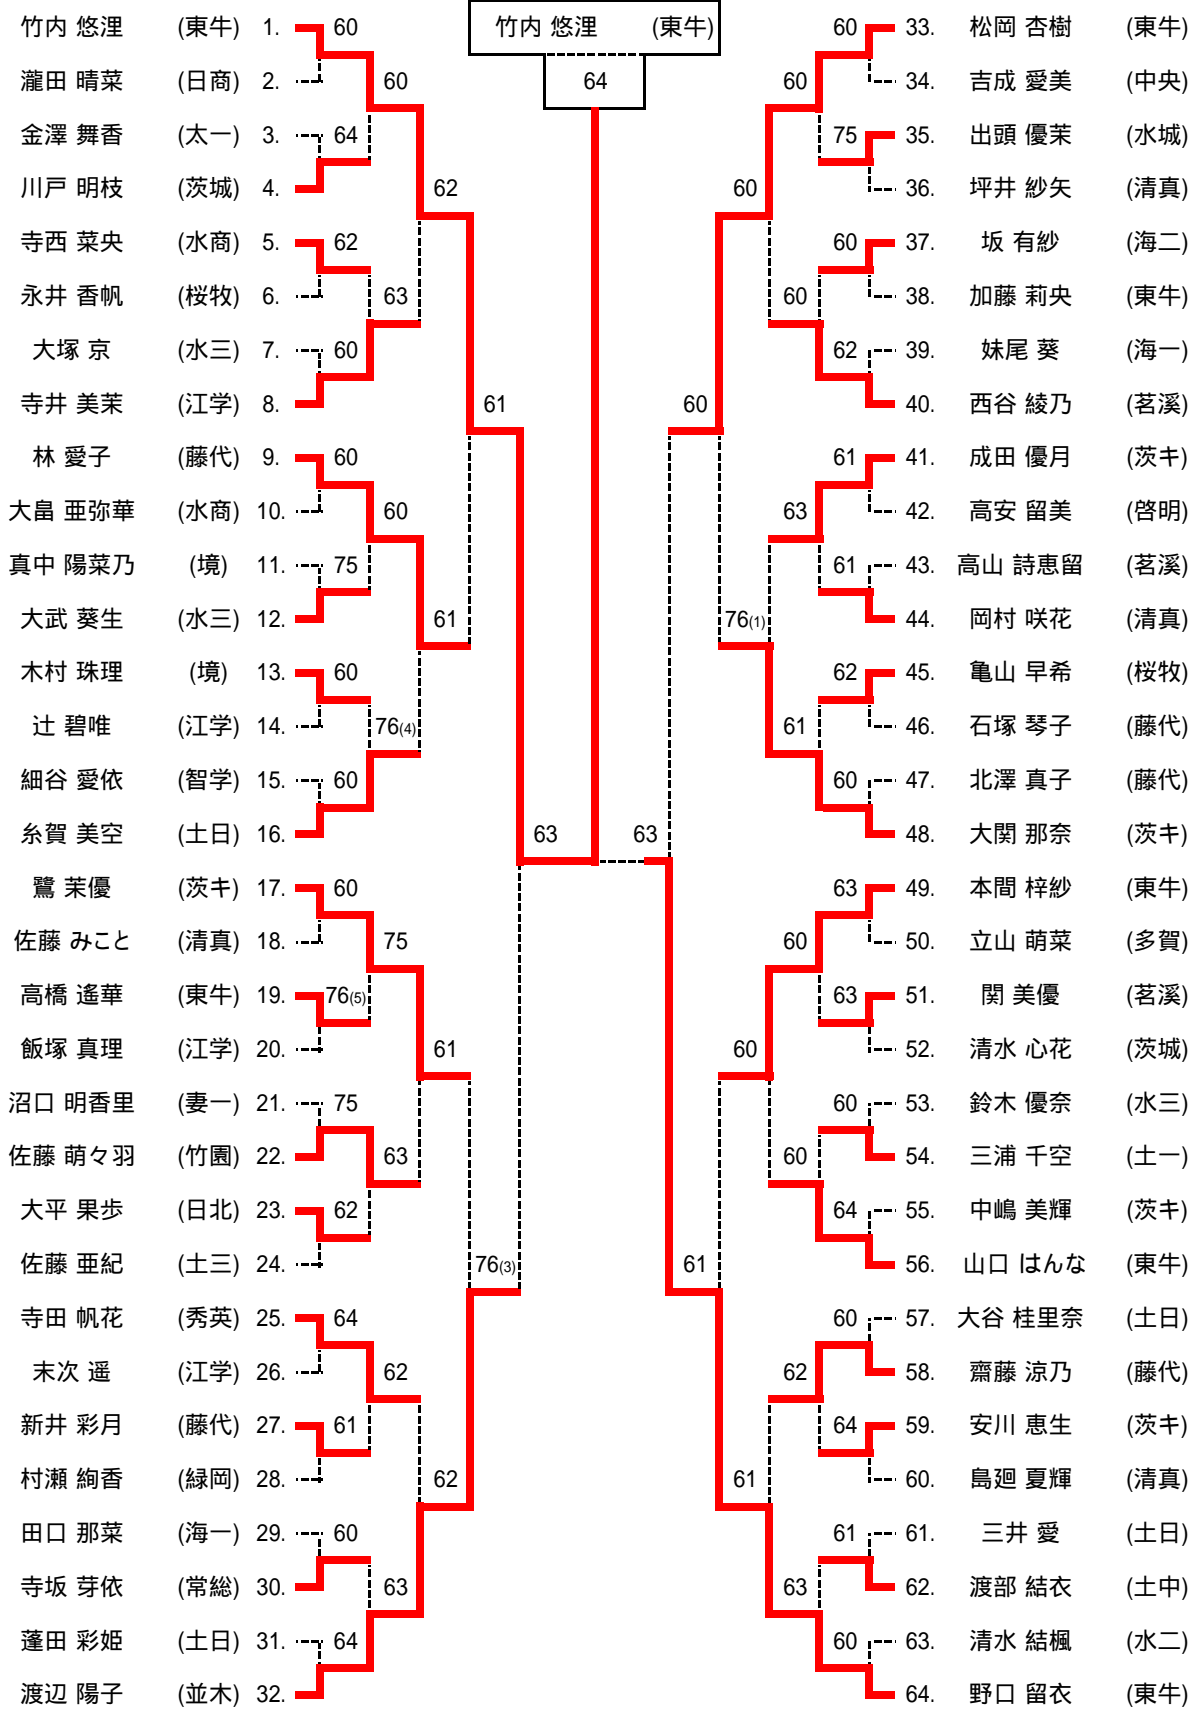 竹内 悠浬 (東牛)
64
竹内 悠浬 (東牛) 1. 60
瀧田 晴菜 (日商) 2. 60
金澤 舞香 (太一) 3. 64
川戸 明枝 (茨城) 4. 62
寺西 菜央 (水商) 5. 62
永井 香帆 (桜牧) 6. 63
大塚 京 (水三) 7. 60
寺井 美茉 (江学) 8. 61
林 愛子 (藤代) 9. 60
大畠 亜弥華 (水商) 10. 60
真中 陽菜乃 (境) 11. 75
大武 葵生 (水三) 12. 61
木村 珠理 (境) 13. 60
辻 碧唯 (江学) 14. 76(4)
細谷 愛依 (智学) 15. 60
糸賀 美空 (土日) 16. 63
鷺 茉優 (茨キ) 17. 60
佐藤 みこと (清真) 18. 75
高橋 遙華 (東牛) 19. 76(5)
飯塚 真理 (江学) 20. 61
沼口 明香里 (妻一) 21. 75
佐藤 萌々羽 (竹園) 22. 63
大平 果歩 (日北) 23. 62
佐藤 亜紀 (土三) 24. 76(3)
寺田 帆花 (秀英) 25. 64
末次 遥 (江学) 26. 62
新井 彩月 (藤代) 27. 61
村瀬 絢香 (緑岡) 28. 62
田口 那菜 (海一) 29. 60
寺坂 芽依 (常総) 30. 63
蓬田 彩姫 (土日) 31. 64
渡辺 陽子 (並木) 32.
60 33. 松岡 杏樹 (東牛)
60 34. 吉成 愛美 (中央)
75 35. 出頭 優茉 (水城)
60 36. 坪井 紗矢 (清真)
60 37. 坂 有紗 (海二)
60 38. 加藤 莉央 (東牛)
62 39. 妹尾 葵 (海一)
60 40. 西谷 綾乃 (茗溪)
61 41. 成田 優月 (茨キ)
63 42. 高安 留美 (啓明)
61 43. 高山 詩恵留 (茗溪)
76(1) 44. 岡村 咲花 (清真)
62 45. 亀山 早希 (桜牧)
61 46. 石塚 琴子 (藤代)
60 47. 北澤 真子 (藤代)
63 48. 大関 那奈 (茨キ)
63 49. 本間 梓紗 (東牛)
60 50. 立山 萌菜 (多賀)
63 51. 関 美優 (茗溪)
60 52. 清水 心花 (茨城)
60 53. 鈴木 優奈 (水三)
60 54. 三浦 千空 (土一)
64 55. 中嶋 美輝 (茨キ)
61 56. 山口 はんな (東牛)
60 57. 大谷 桂里奈 (土日)
62 58. 齋藤 涼乃 (藤代)
64 59. 安川 恵生 (茨キ)
61 60. 島廻 夏輝 (清真)
61 61. 三井 愛 (土日)
63 62. 渡部 結衣 (土中)
60 63. 清水 結楓 (水二)
64. 野口 留衣 (東牛)